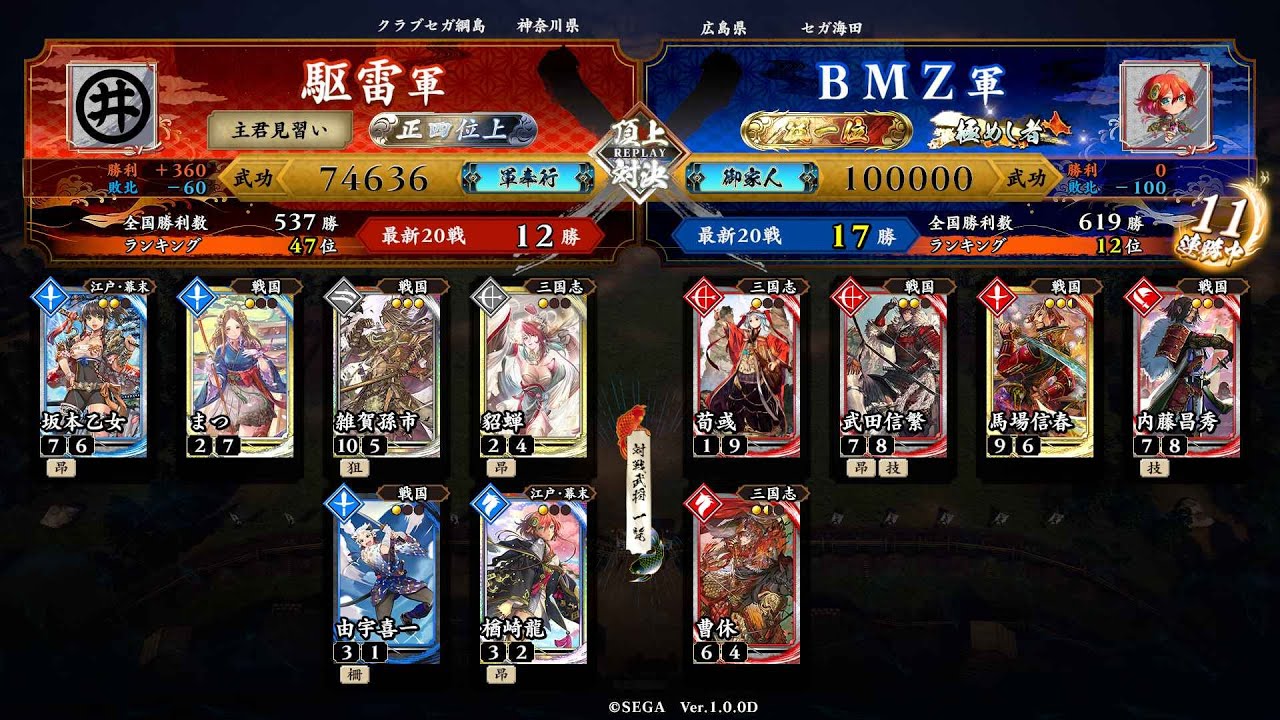 クラブセガ綱島 神奈川県
広島県 セガ海田
井
駆雷軍
主君見習い 正四位上
勝利 +360
敗北 -60
武功 74636 軍奉行
全国勝利数 537勝
ランキング 47位
最新20戦 12勝
頂上
REPLAY
対決
BMZ軍
従一位 極めし者
御家人 100000 武功
勝利 0
敗北 -100
最新20戦 17勝
全国勝利数 619勝
ランキング 12位
11
連勝中
江戸・幕末
坂本乙女
7 6
昂
戦国
まつ
2 7
戦国
雑賀孫市
10 5
狙
三国志
貂蝉
2 4
昂
三国志
荀彧
1 9
戦国
武田信繁
7 8
昂 技
戦国
馬場信春
9 6
戦国
内藤昌秀
7 8
技
対戦武将一覧
戦国
由宇喜一
3 1
柵
江戸・幕末
楢崎龍
3 2
昂
三国志
曹休
6 4
©SEGA Ver.1.0.0D